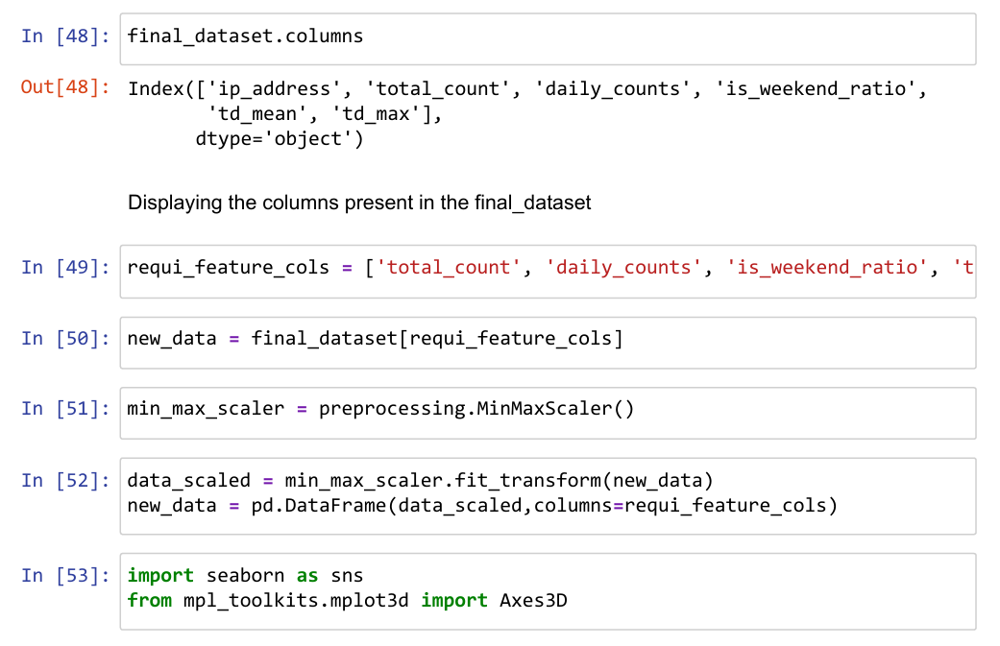 In [48]: final_dataset.columns
Out[48]: Index(['ip_address', 'total_count', 'daily_counts', 'is_weekend_ratio',
'td_mean', 'td_max'],
dtype='object')
Displaying the columns present in the final_dataset
In [49]: requi_feature_cols = ['total_count', 'daily_counts', 'is_weekend_ratio', 't
In [50]: new_data = final_dataset[requi_feature_cols]
In [51]: min_max_scaler = preprocessing.MinMaxScaler()
In [52]: data_scaled = min_max_scaler.fit_transform(new_data)
new_data = pd.DataFrame(data_scaled,columns=requi_feature_cols)
In [53]: import seaborn as sns
from mpl_toolkits.mplot3d import Axes3D